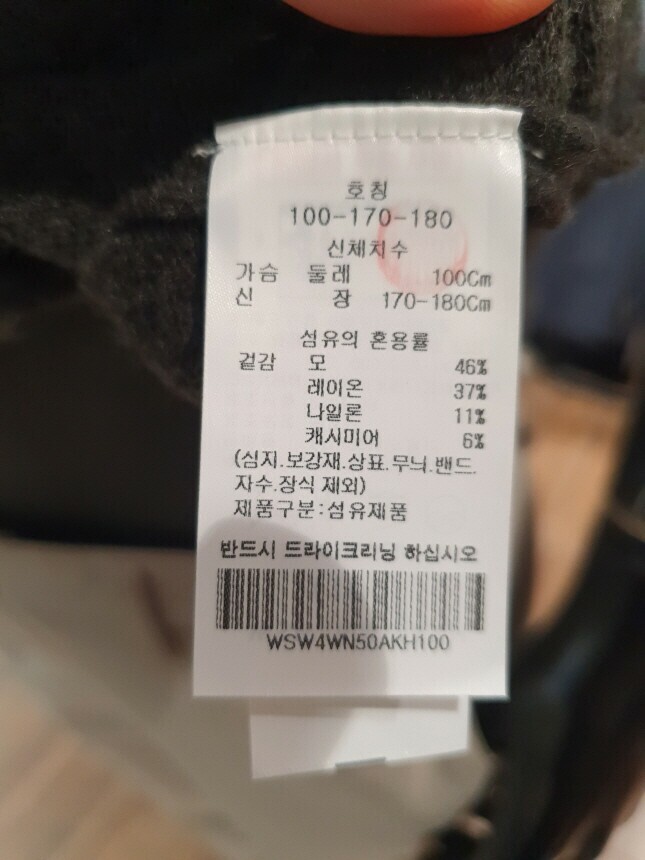 호칭
100-170-180
신체치수
가슴 둘레 100Cm
신 장 170-180Cm
섬유의 혼용률
겉감 모 46%
레이온 37%
나일론 11%
캐시미어 6%
(심지.보강재.상표.무늬.밴드.
자수.장식 제외)
제품구분:섬유제품
반드시 드라이크리닝 하십시오
WSW4WN50AKH100